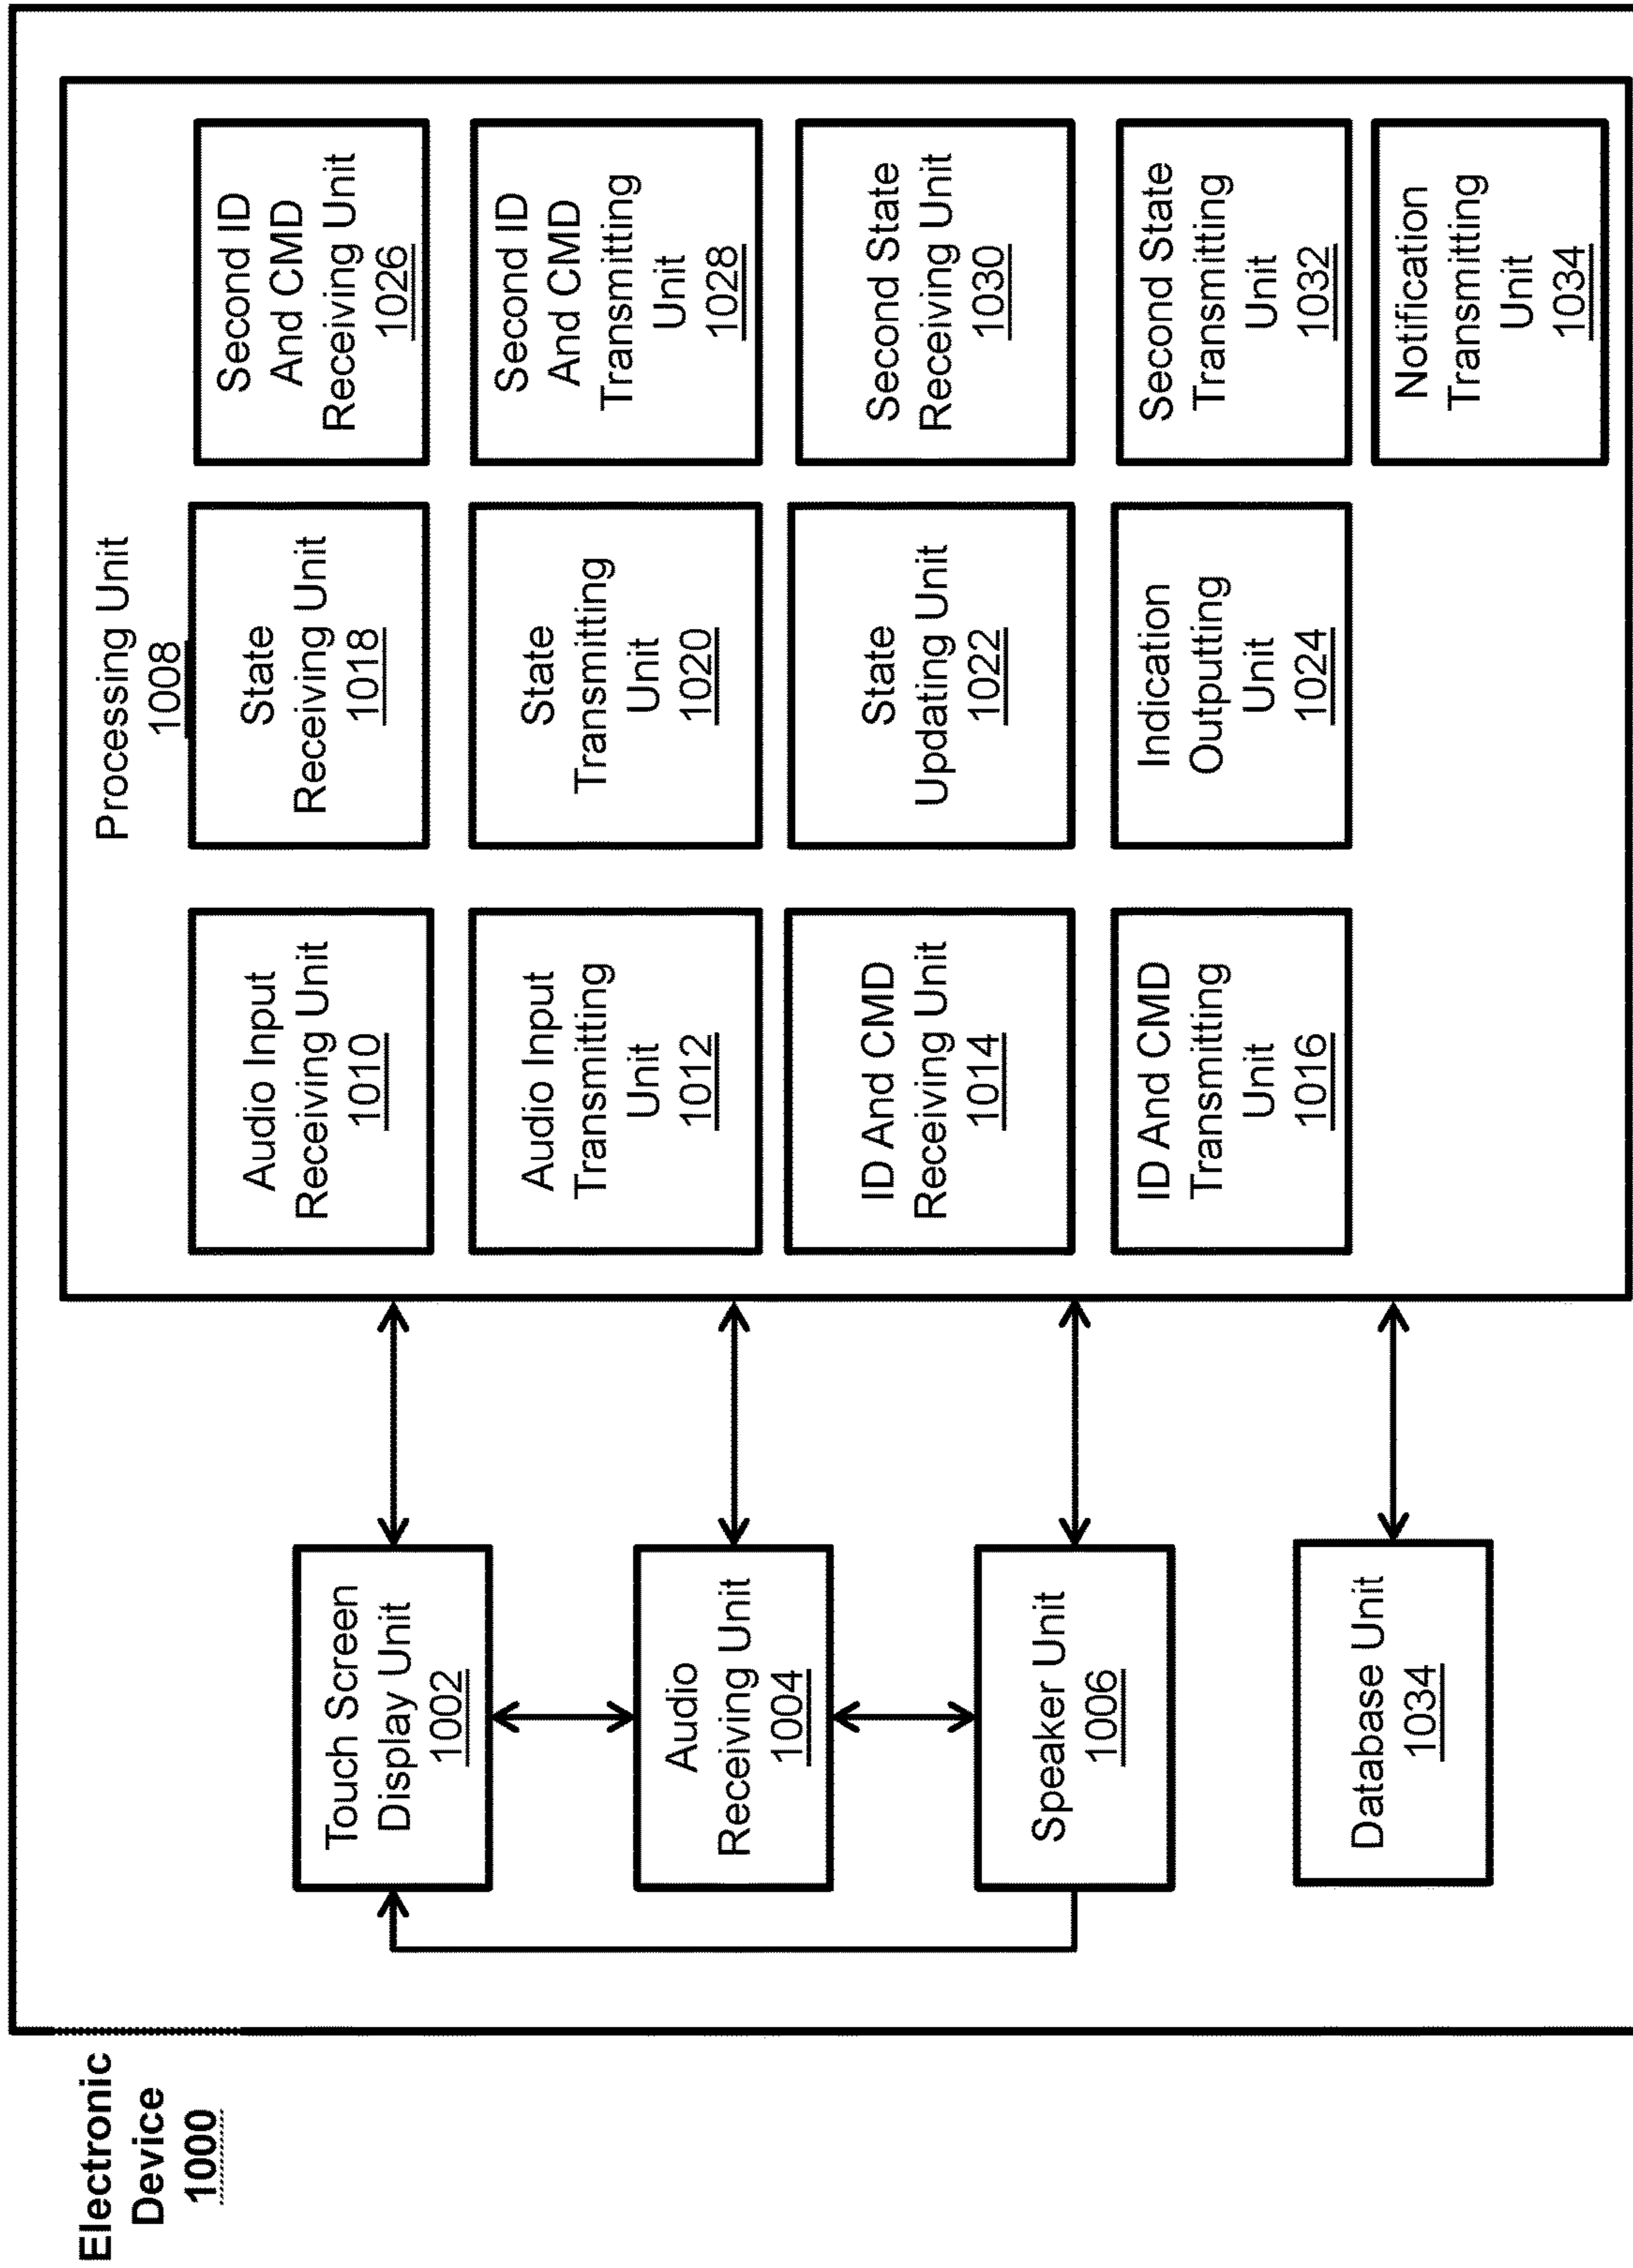 Electronic
Device
1000
Touch Screen
Display Unit
1002
Audio
Receiving Unit
1004
Speaker Unit
1006
Database Unit
1034
Processing Unit
1008
Audio Input
Receiving Unit
1010
Audio Input
Transmitting
Unit
1012
ID And CMD
Receiving Unit
1014
ID And CMD
Transmitting
Unit
1016
State
Receiving Unit
1018
State
Transmitting
Unit
1020
State
Updating Unit
1022
Indication
Outputting
Unit
1024
Second ID
And CMD
Receiving Unit
1026
Second ID
And CMD
Transmitting
Unit
1028
Second State
Receiving Unit
1030
Second State
Transmitting
Unit
1032
Notification
Transmitting
Unit
1034